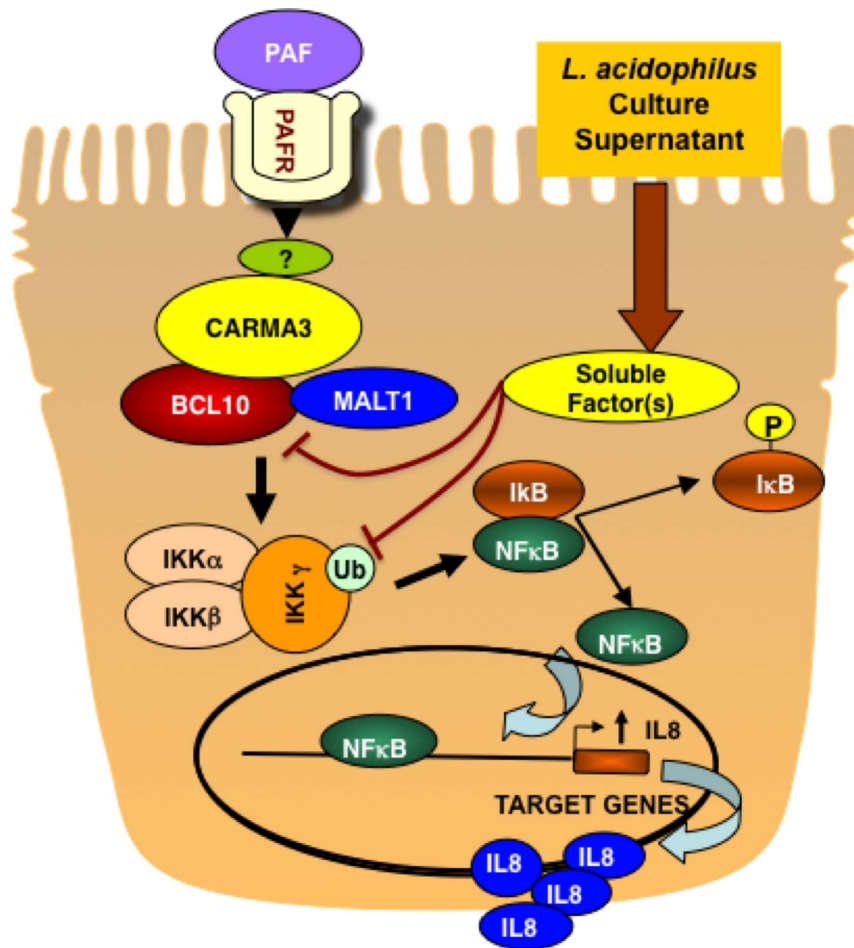 PAF
PAFR
L. acidophilus
Culture
Supernatant
?
CARMA3
BCL10
MALT1
Soluble
Factor(s)
P
IκB
IkB
NFκB
IKKα
IKKβ
IKK γ
Ub
NFκB
NFκB
IL8
TARGET GENES
IL8
IL8
IL8
IL8